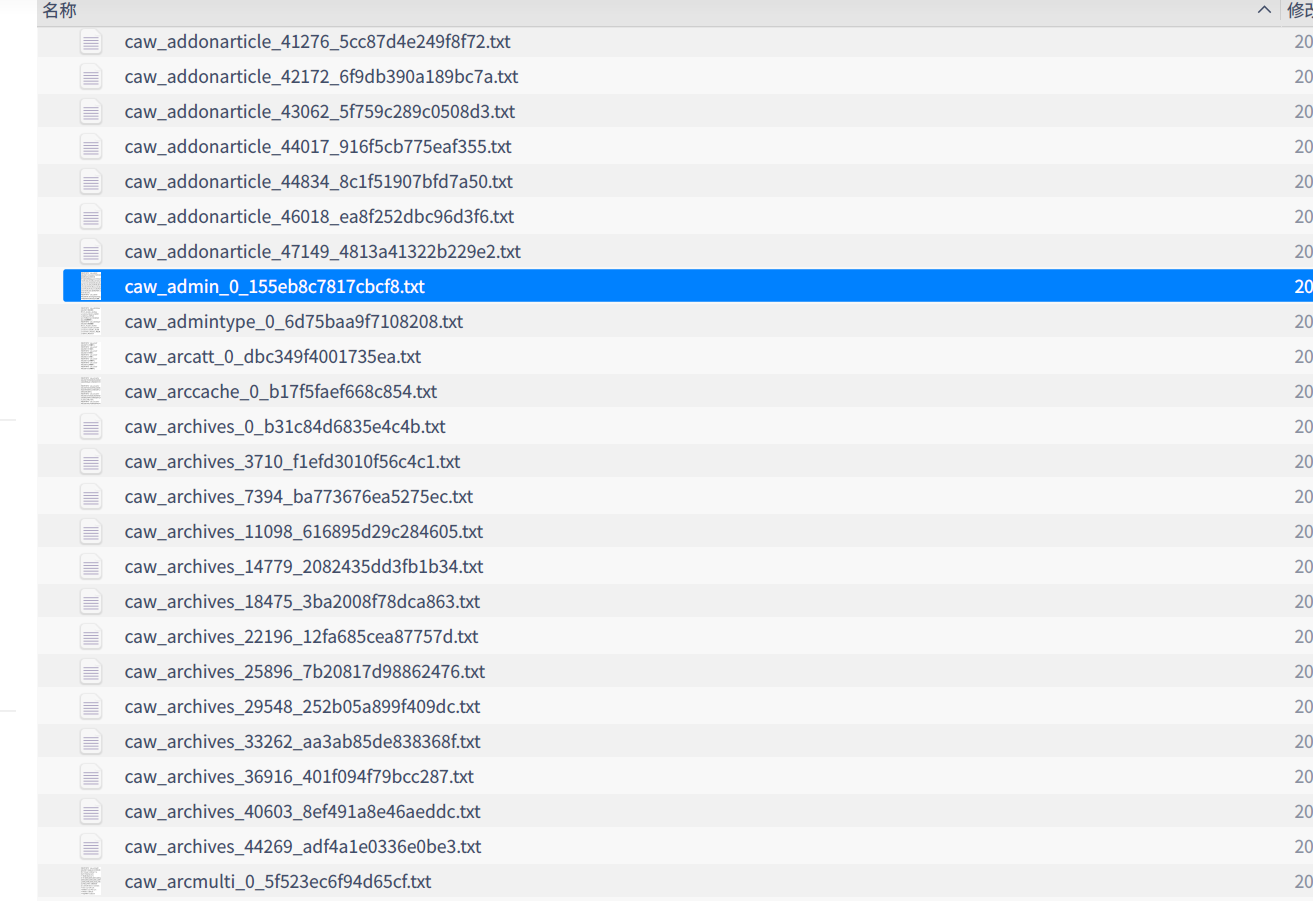 名称 修改
caw_addonarticle_41276_5cc87d4e249f8f72.txt 20
caw_addonarticle_42172_6f9db390a189bc7a.txt 20
caw_addonarticle_43062_5f759c289c0508d3.txt 20
caw_addonarticle_44017_916f5cb775eaf355.txt 20
caw_addonarticle_44834_8c1f51907bfd7a50.txt 20
caw_addonarticle_46018_ea8f252dbc96d3f6.txt 20
caw_addonarticle_47149_4813a41322b229e2.txt 20
caw_admin_0_155eb8c7817cbcf8.txt 20
caw_admintype_0_6d75baa9f7108208.txt 20
caw_arcatt_0_dbc349f4001735ea.txt 20
caw_arccache_0_b17f5faef668c854.txt 20
caw_archives_0_b31c84d6835e4c4b.txt 20
caw_archives_3710_f1efd3010f56c4c1.txt 20
caw_archives_7394_ba773676ea5275ec.txt 20
caw_archives_11098_616895d29c284605.txt 20
caw_archives_14779_2082435dd3fb1b34.txt 20
caw_archives_18475_3ba2008f78dca863.txt 20
caw_archives_22196_12fa685cea87757d.txt 20
caw_archives_25896_7b20817d98862476.txt 20
caw_archives_29548_252b05a899f409dc.txt 20
caw_archives_33262_aa3ab85de838368f.txt 20
caw_archives_36916_401f094f79bcc287.txt 20
caw_archives_40603_8ef491a8e46aeddc.txt 20
caw_archives_44269_adf4a1e0336e0be3.txt 20
caw_arcmulti_0_5f523ec6f94d65cf.txt 20